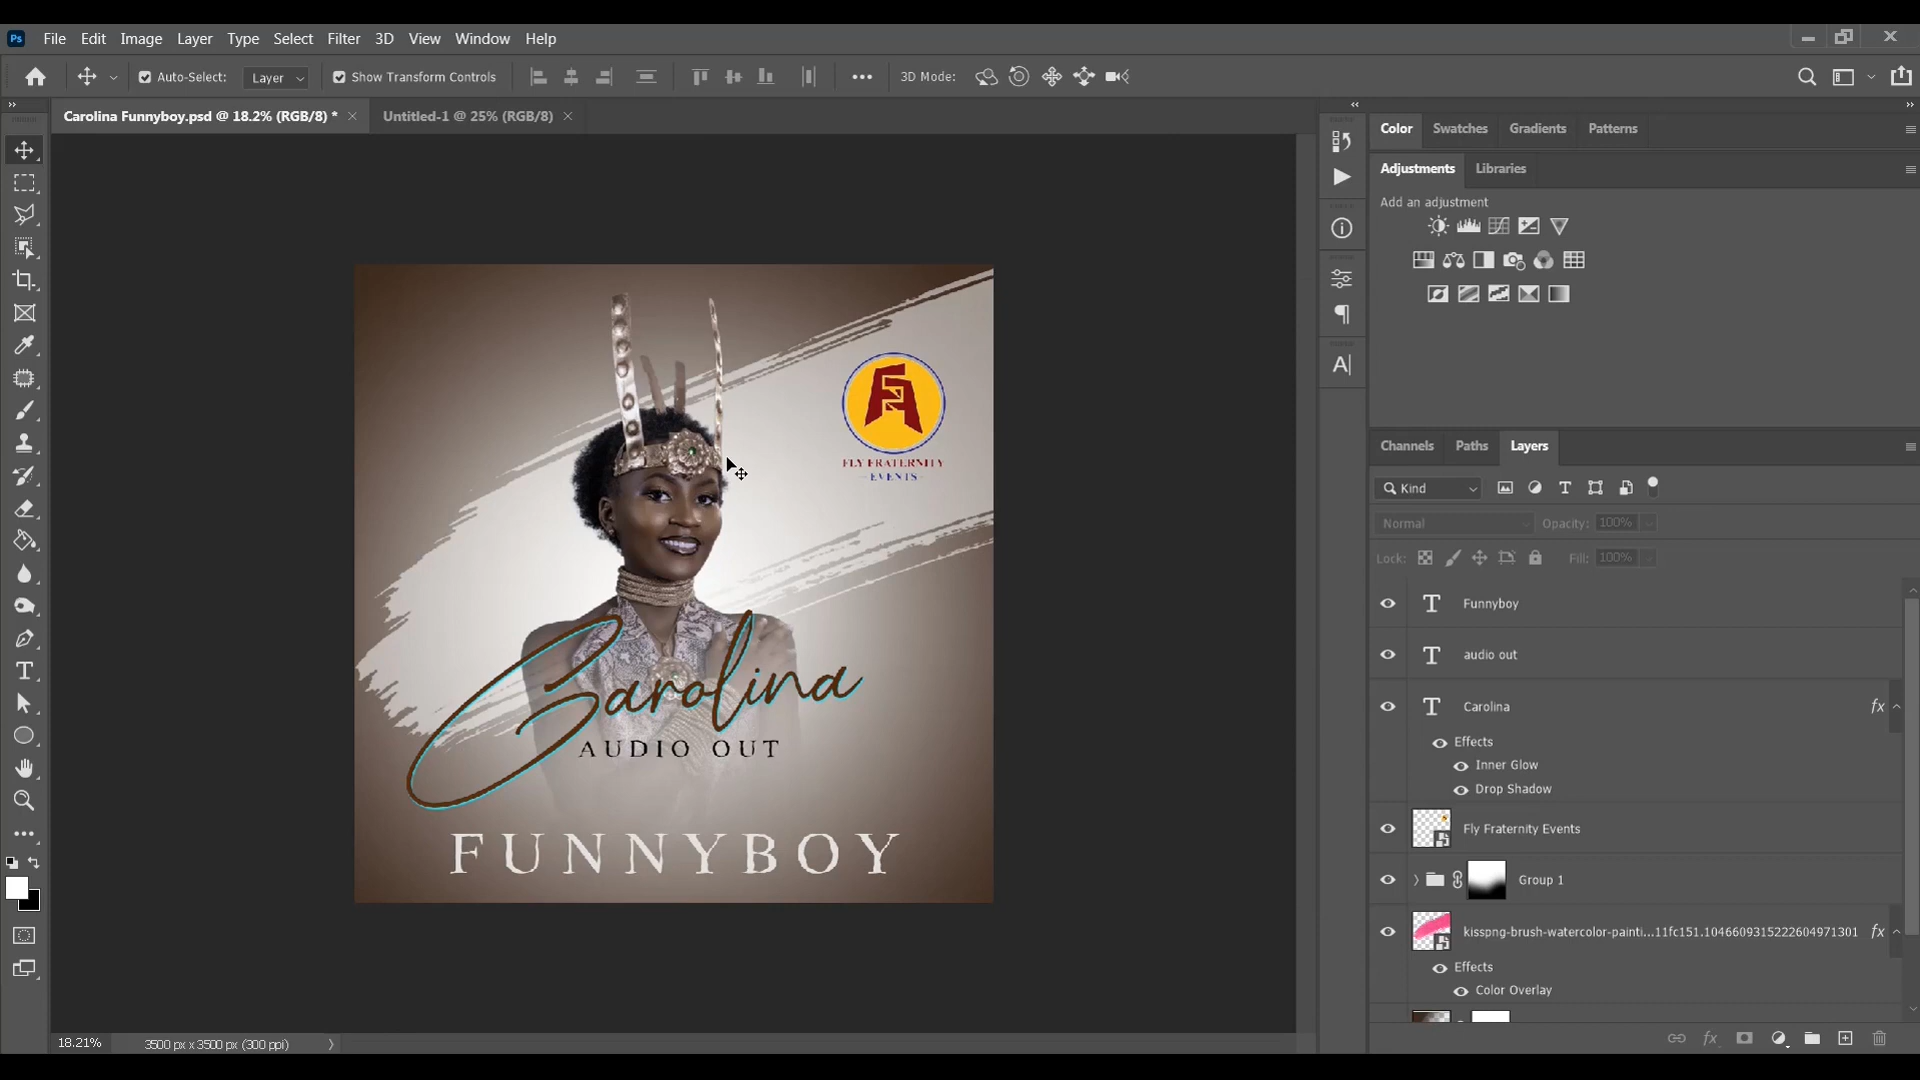 Ps File Edit Image Layer Type Select Filter 3D View Window Help
Auto-Select: Layer Show Transform Controls 3D Mode:
Carolina Funnyboy.psd @ 18.2% (RGB/8) * Untitled-1 @ 25% (RGB/8)
FLY FRATERNITY
EVENTS
Carolina
AUDIO OUT
FUNNYBOY
18.21% 3500 px x 3500 px (300 ppi)
Color Swatches Gradients Patterns
Adjustments Libraries
Add an adjustment
Channels Paths Layers
Kind
Normal Opacity: 100%
Lock: Fill: 100%
Funnyboy
audio out
Carolina fx
Effects
Inner Glow
Drop Shadow
Fly Fraternity Events
Group 1
kisspng-brush-watercolor-painti...11fc151.1046609315222604971301 fx
Effects
Color Overlay
fx